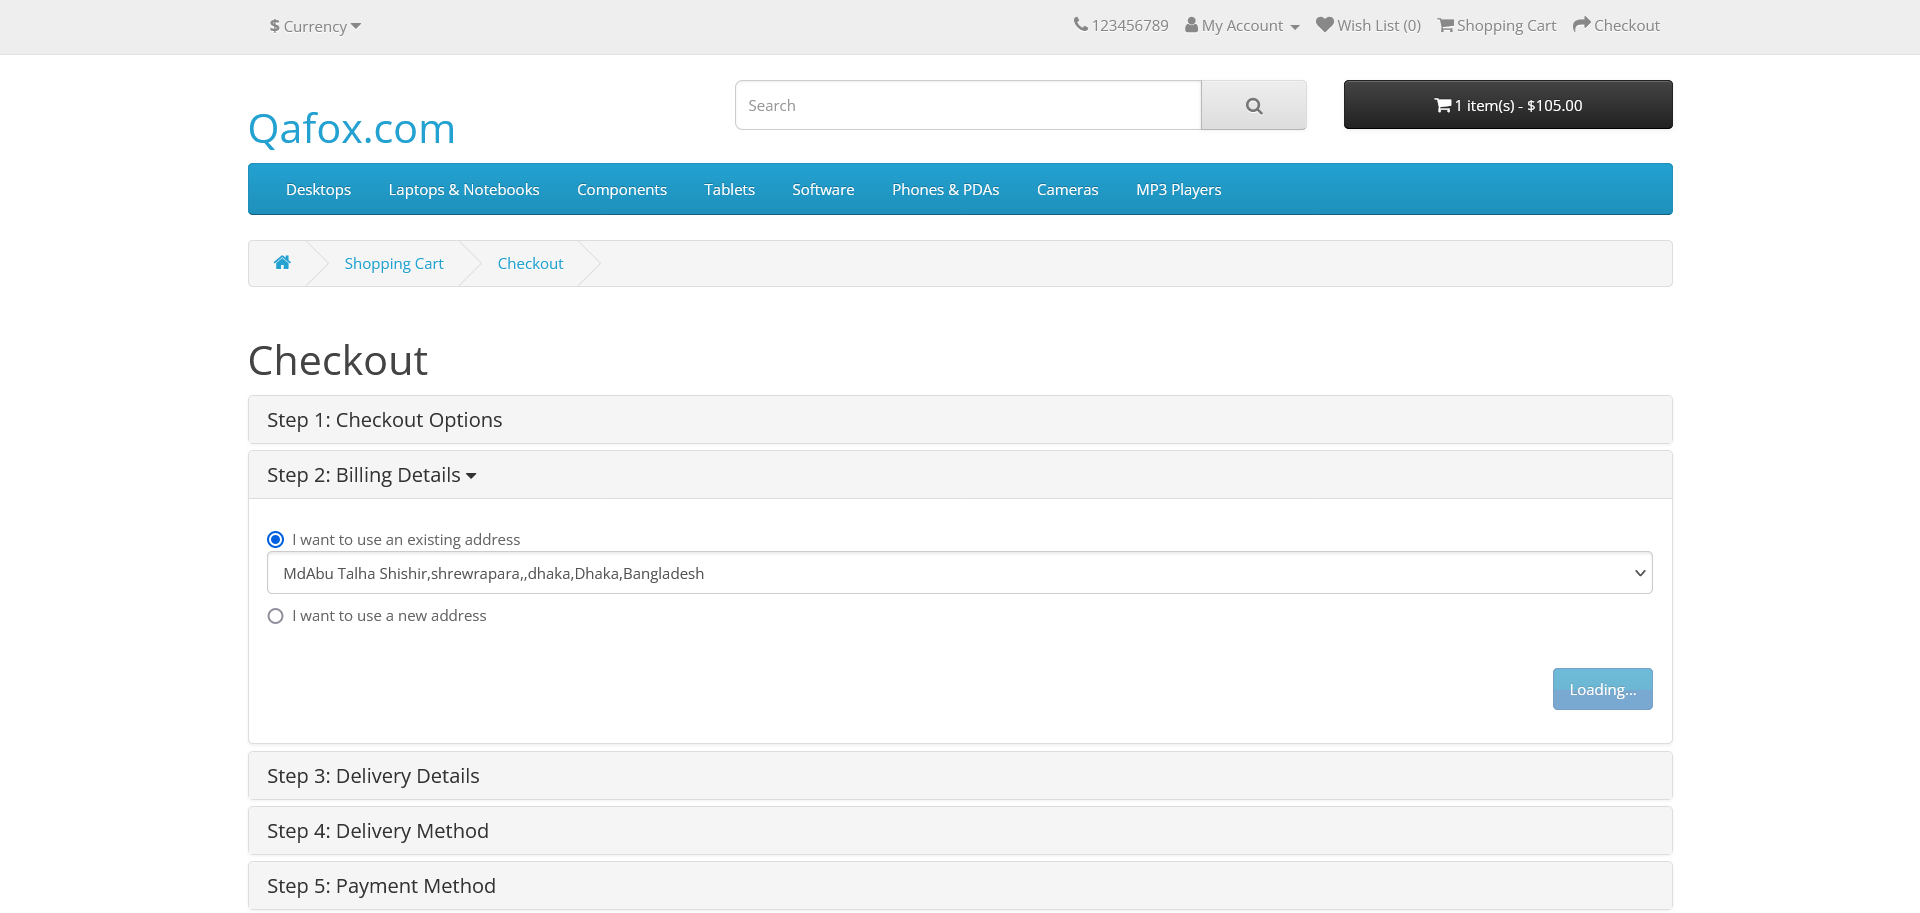 $ Currency
123456789 My Account Wish List (0) Shopping Cart Checkout
Qafox.com
Search
1 item(s) - $105.00
Desktops Laptops & Notebooks Components Tablets Software Phones & PDAs Cameras MP3 Players
Shopping Cart Checkout
Checkout
Step 1: Checkout Options
Step 2: Billing Details
I want to use an existing address
MdAbu Talha Shishir,shrewrapara,,dhaka,Dhaka,Bangladesh
I want to use a new address
Loading...
Step 3: Delivery Details
Step 4: Delivery Method
Step 5: Payment Method